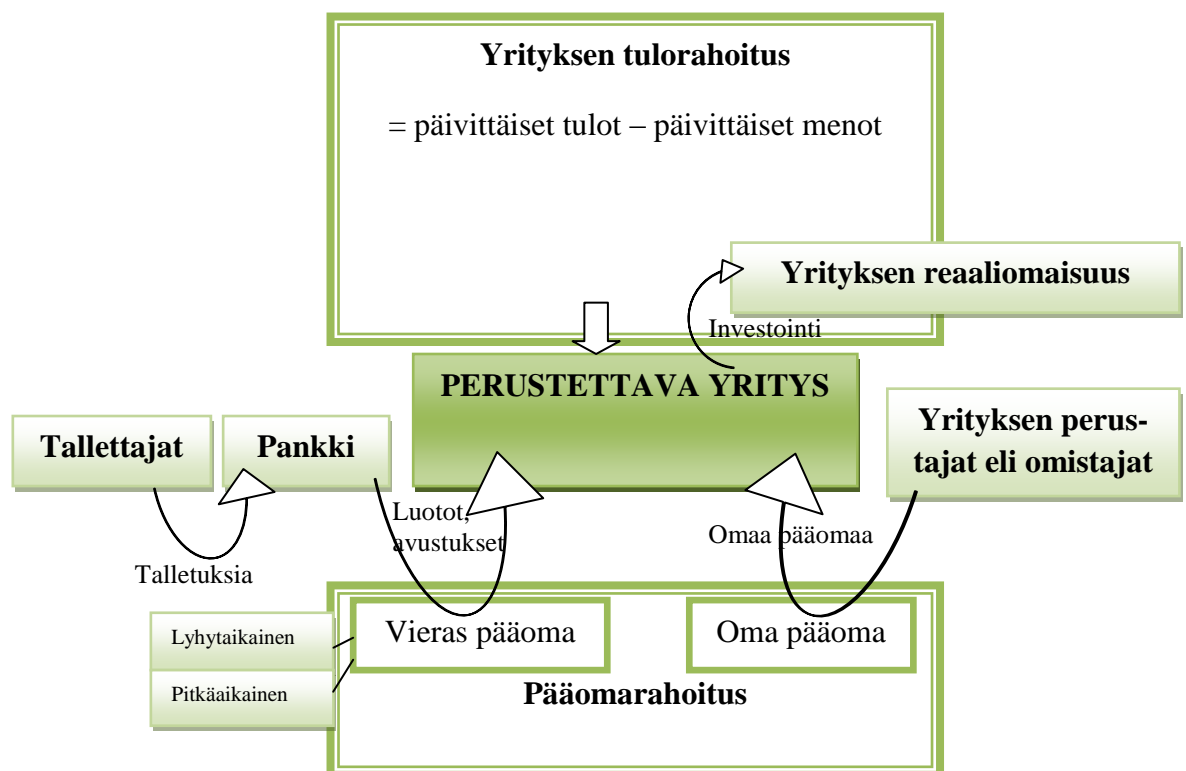 Yrityksen tulorahoitus
= päivittäiset tulot – päivittäiset menot
Yrityksen reaaliomaisuus
Investointi
PERUSTETTAVA YRITYS
Tallettajat
Pankki
Yrityksen perus-
tajat eli omistajat
Luotot,
avustukset
Omaa pääomaa
Talletuksia
Lyhytaikainen
Pitkäaikainen
Vieras pääoma
Oma pääoma
Pääomarahoitus